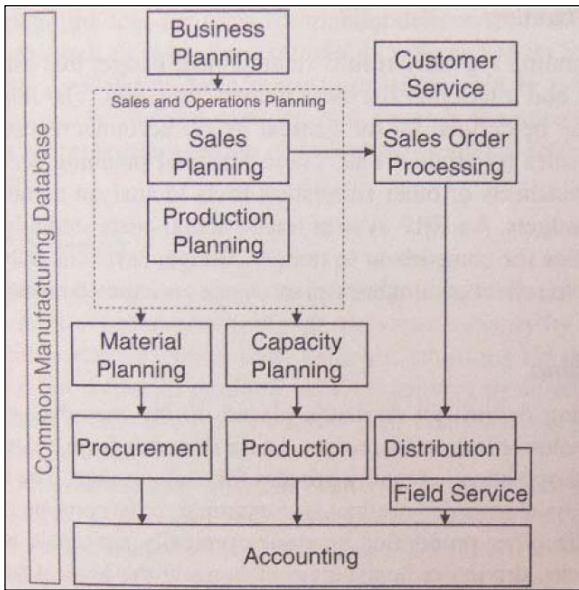 Common Manufacturing Database
Business
Planning
Customer
Service
Sales and Operations Planning
Sales
Planning
Sales Order
Processing
Production
Planning
Material
Planning
Capacity
Planning
Procurement
Production
Distribution
Field Service
Accounting